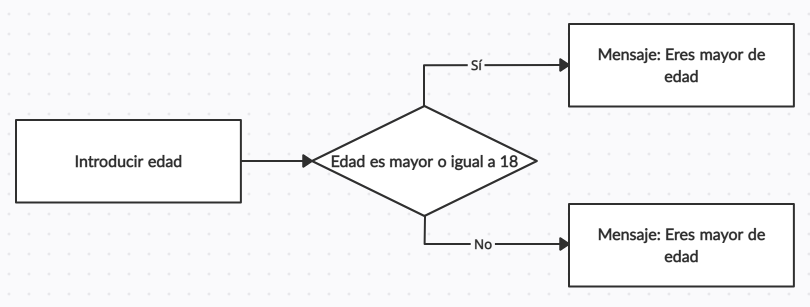 Introducir edad
Edad es mayor o igual a 18
Sí
Mensaje: Eres mayor de
edad
No
Mensaje: Eres mayor de
edad